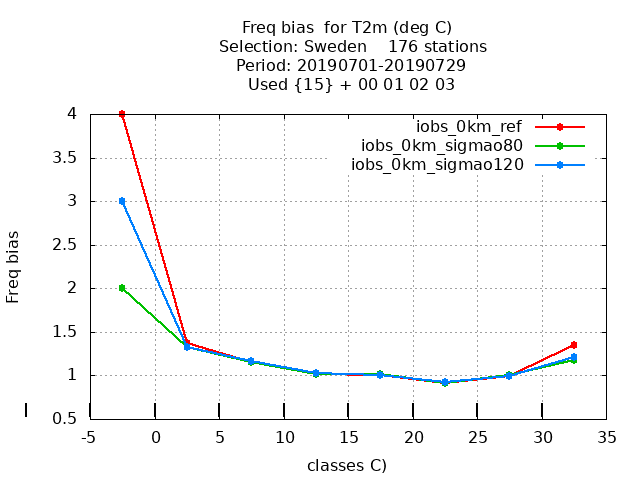 Freq bias  for T2m (deg C)
Selection: Sweden    176 stations
Period: 20190701-20190729
Used {15} + 00 01 02 03
iobs_0km_ref
iobs_0km_sigmao80
iobs_0km_sigmao120
Freq bias
4
3.5
3
2.5
2
1.5
1
0.5
-5 0 5 10 15 20 25 30 35
classes C)